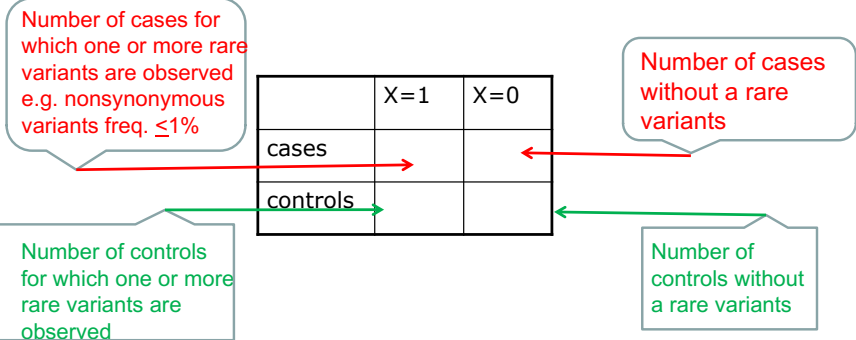 Number of cases for
which one or more rare
variants are observed
e.g. nonsynonymous
variants freq. <1%
X=1 X=0
cases
controls
Number of cases
without a rare
variants
Number of controls
for which one or more
rare variants are
observed
Number of
controls without
a rare variants